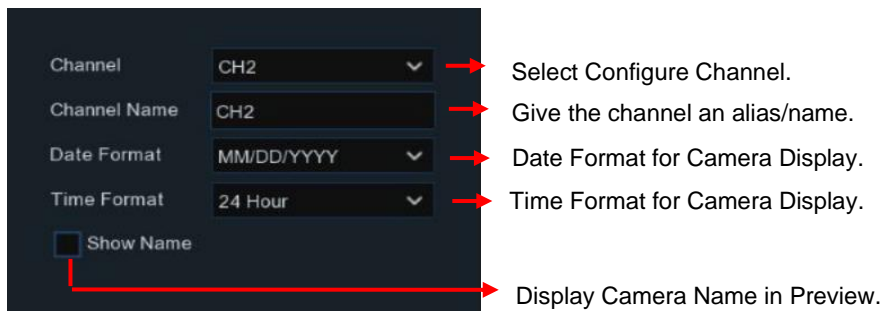 Channel CH2 Select Configure Channel.
Channel Name CH2 Give the channel an alias/name.
Date Format MM/DD/YYYY Date Format for Camera Display.
Time Format 24 Hour Time Format for Camera Display.
Show Name
Display Camera Name in Preview.